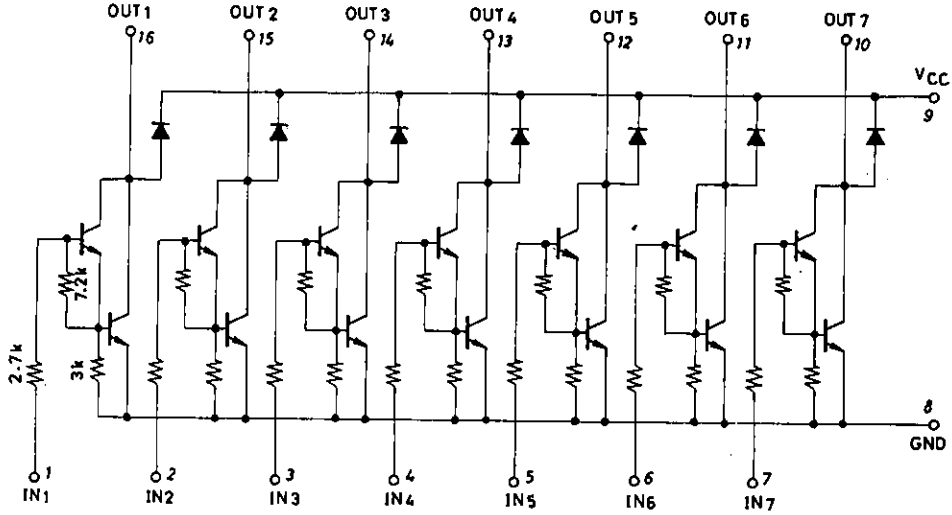 OUT 1 OUT 2 OUT 3 OUT 4 OUT 5 OUT 6 OUT 7
16 15 14 13 12 11 10
VCC
9
7.2k
2.7k 3k
8
GND
1 2 3 4 5 6 7
IN1 IN2 IN3 IN4 IN5 IN6 IN7